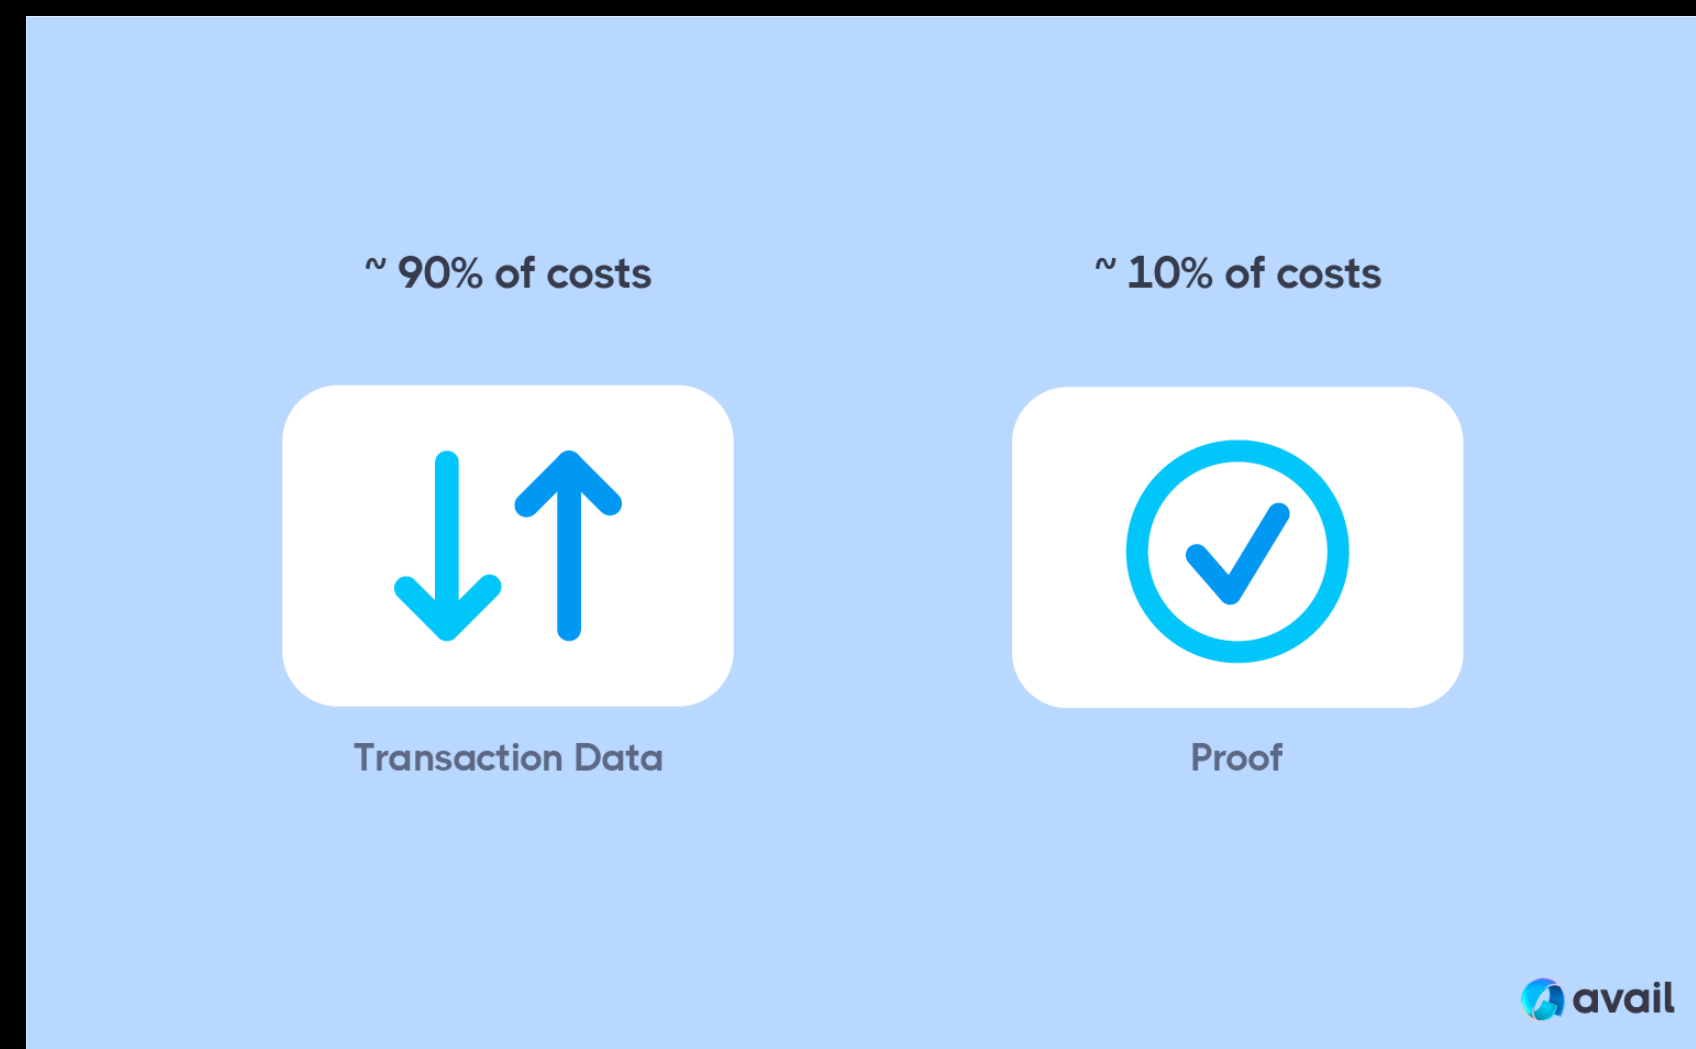 ~ 90% of costs
~ 10% of costs
Transaction Data
Proof
avail